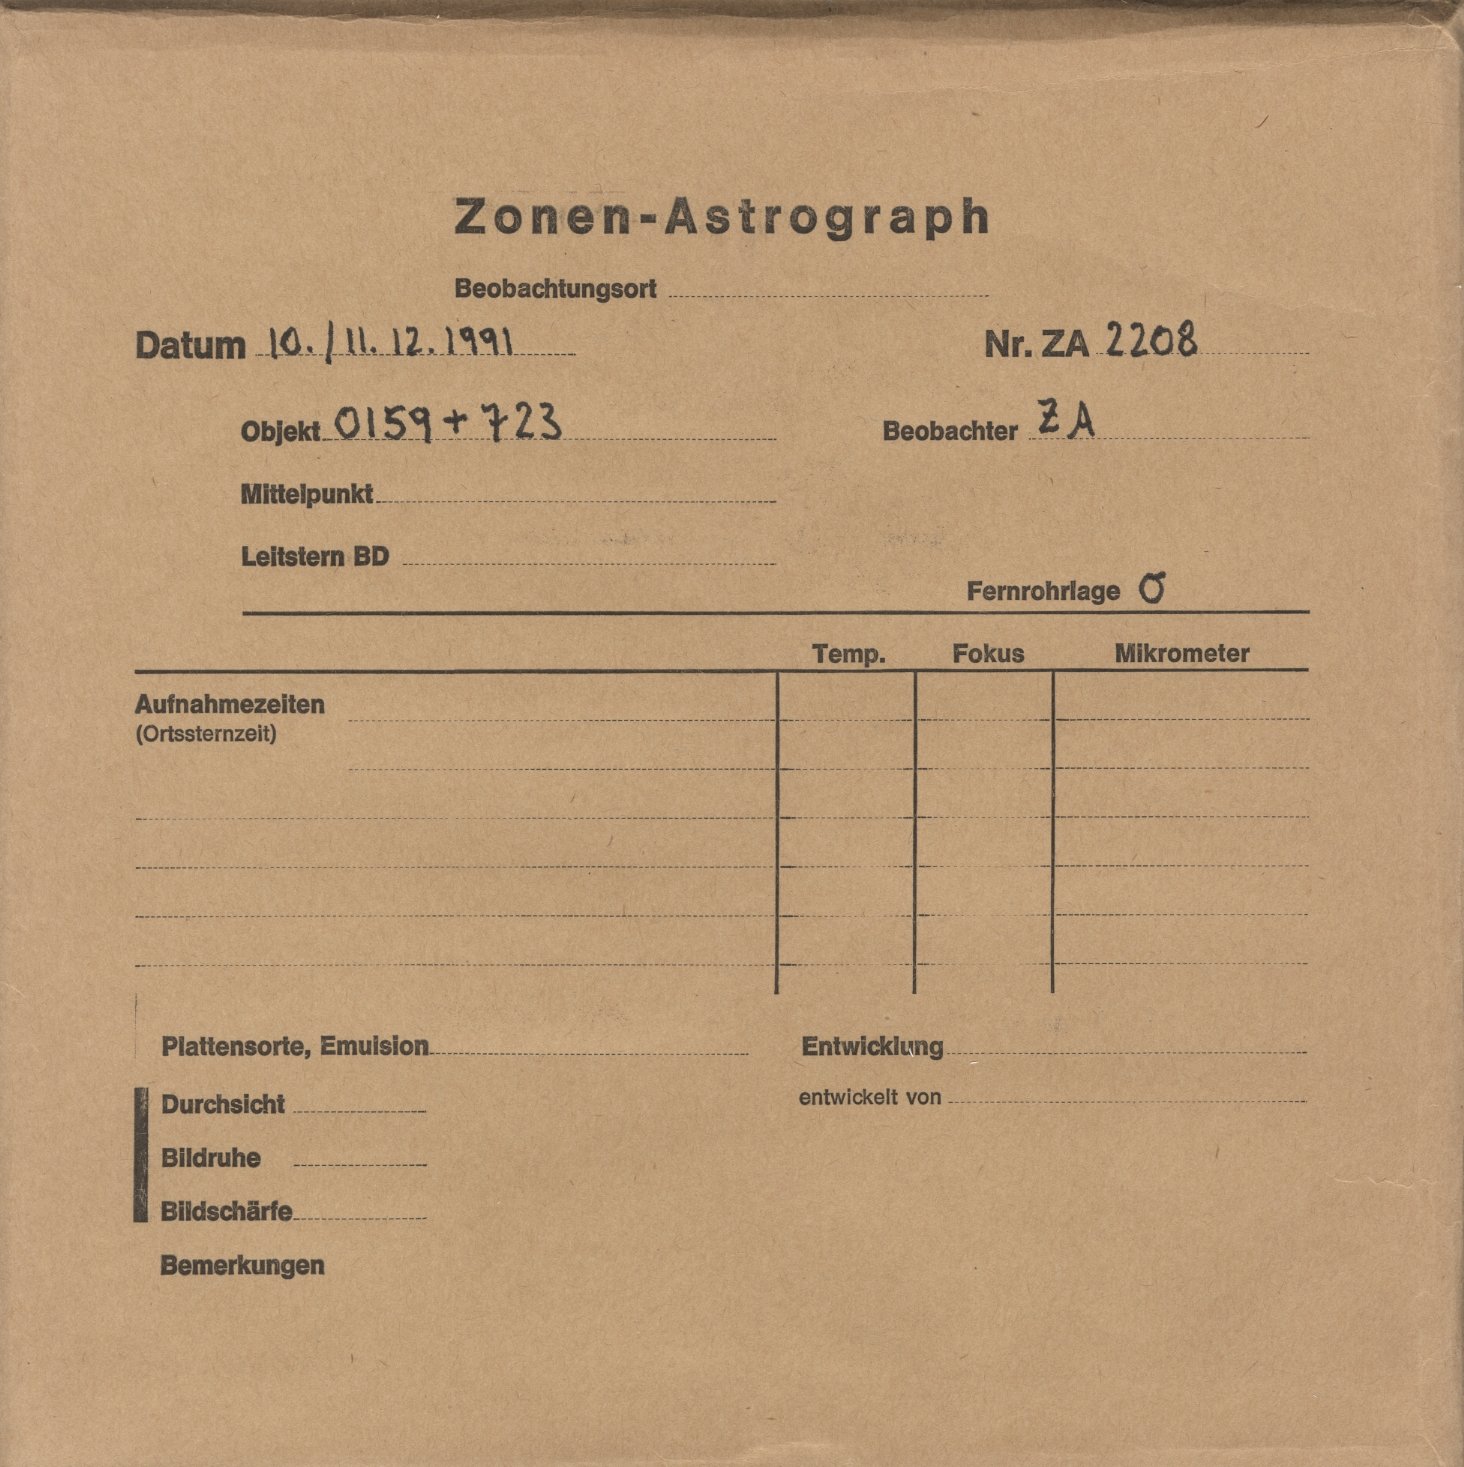 Zonen-Astrograph
Beobachtungsort
Datum 10./11.12.1991 Nr. ZA 2208
Objekt 0159+723 Beobachter ZA
Mittelpunkt
Leitstern BD
Fernrohrlage O
Temp. Fokus Mikrometer
Aufnahmezeiten
(Ortssternzeit)
Plattensorte, Emulsion Entwicklung
Durchsicht entwickelt von
Bildruhe
Bildschärfe
Bemerkungen